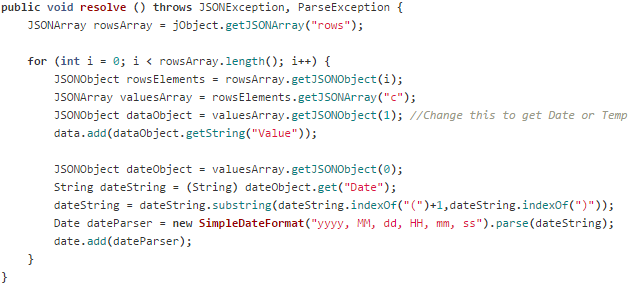 public void resolve () throws JSONException, ParseException {
    JSONArray rowsArray = jObject.getJSONArray("rows");

    for (int i = 0; i < rowsArray.length(); i++) {
        JSONObject rowsElements = rowsArray.getJSONObject(i);
        JSONArray valuesArray = rowsElements.getJSONArray("c");
        JSONObject dataObject = valuesArray.getJSONObject(1); //Change this to get Date or Temp
        data.add(dataObject.getString("Value"));

        JSONObject dateObject = valuesArray.getJSONObject(0);
        String dateString = (String) dateObject.get("Date");
        dateString = dateString.substring(dateString.indexOf("(")+1,dateString.indexOf(")"));
        Date dateParser = new SimpleDateFormat("yyyy, MM, dd, HH, mm, ss").parse(dateString);
        date.add(dateParser);
    }
}